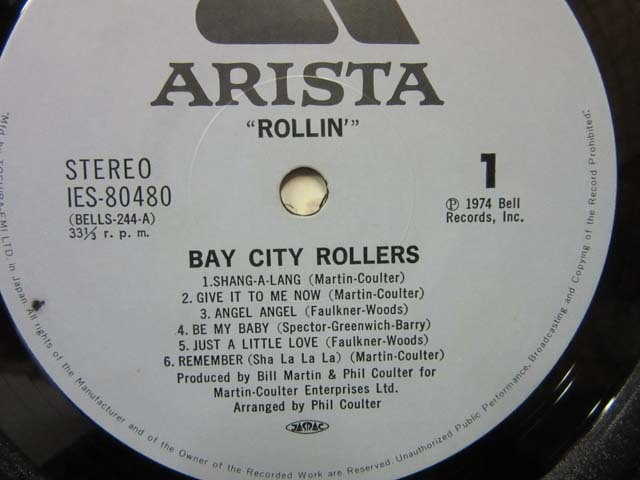 ARISTA
"ROLLIN'"
STEREO
IES-80480
(BELLS-244-A)
33⅓ r. p. m.
1
Ⓟ 1974 Bell
Records, Inc.
BAY CITY ROLLERS
1.SHANG-A-LANG (Martin-Coulter)
2. GIVE IT TO ME NOW (Martin-Coulter)
3. ANGEL ANGEL (Faulkner-Woods)
4. BE MY BABY (Spector-Greenwich-Barry)
5. JUST A LITTLE LOVE (Faulkner-Woods)
6. REMEMBER (Sha La La La) (Martin-Coulter)
Produced by Bill Martin & Phil Coulter for
Martin-Coulter Enterprises Ltd.
Arranged by Phil Coulter
JASRAC
Mfd. by TOSHIBA-EMI LTD. in Japan. All rights of the Manufacturer and of the Owner of the Recorded Work are Reserved. Unauthorized Public Performance, Broadcasting and Copying of the Record Prohibited.